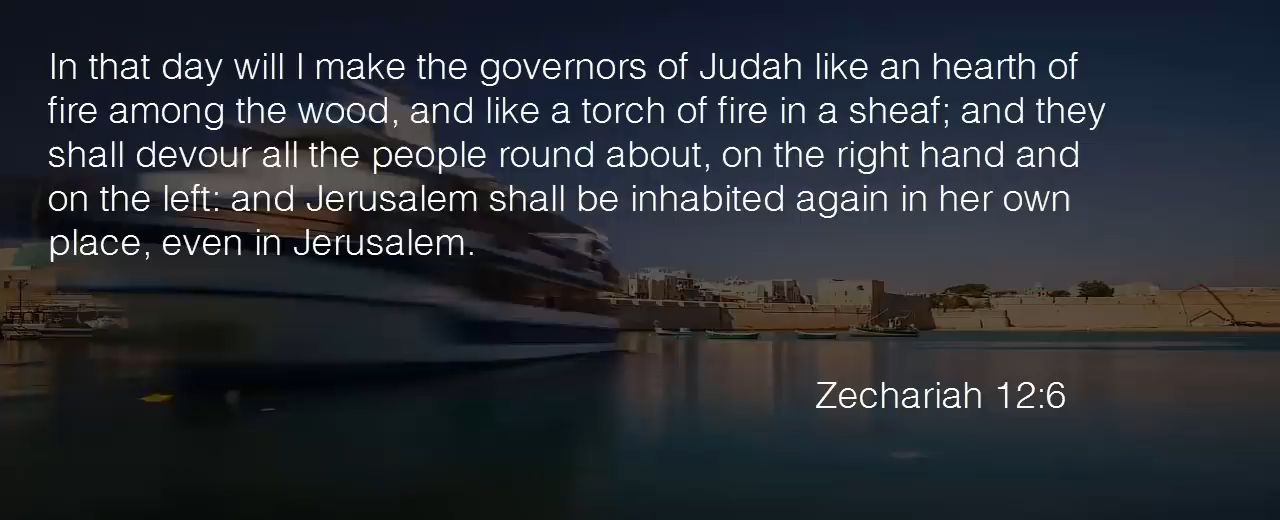 In that day will I make the governors of Judah like an hearth of
fire among the wood, and like a torch of fire in a sheaf; and they
shall devour all the people round about, on the right hand and
on the left: and Jerusalem shall be inhabited again in her own
place, even in Jerusalem.
Zechariah 12:6